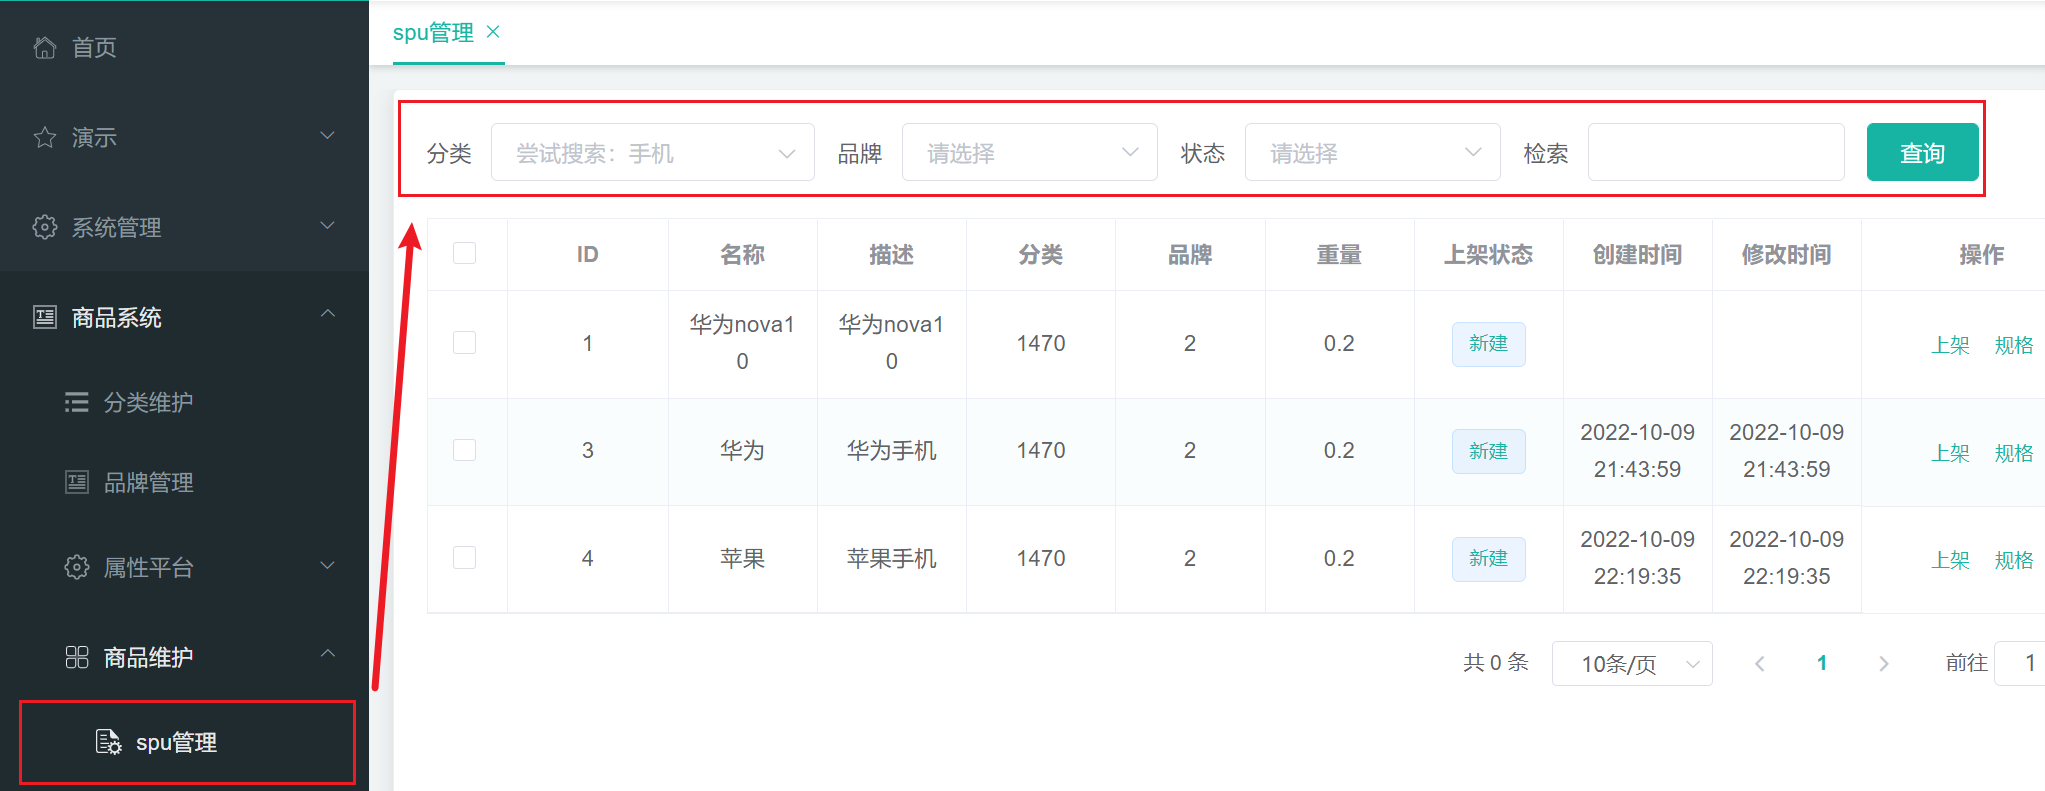 首页
演示
系统管理
商品系统
分类维护
品牌管理
属性平台
商品维护
spu管理
spu管理
分类 尝试搜索：手机 品牌 请选择 状态 请选择 检索 查询
ID 名称 描述 分类 品牌 重量 上架状态 创建时间 修改时间 操作
1 华为nova1 华为nova1 1470 2 0.2 新建 上架 规格
0 0
3 华为 华为手机 1470 2 0.2 新建 2022-10-09 2022-10-09 上架 规格
21:43:59 21:43:59
4 苹果 苹果手机 1470 2 0.2 新建 2022-10-09 2022-10-09 上架 规格
22:19:35 22:19:35
共 0 条 10条/页 1 前往 1